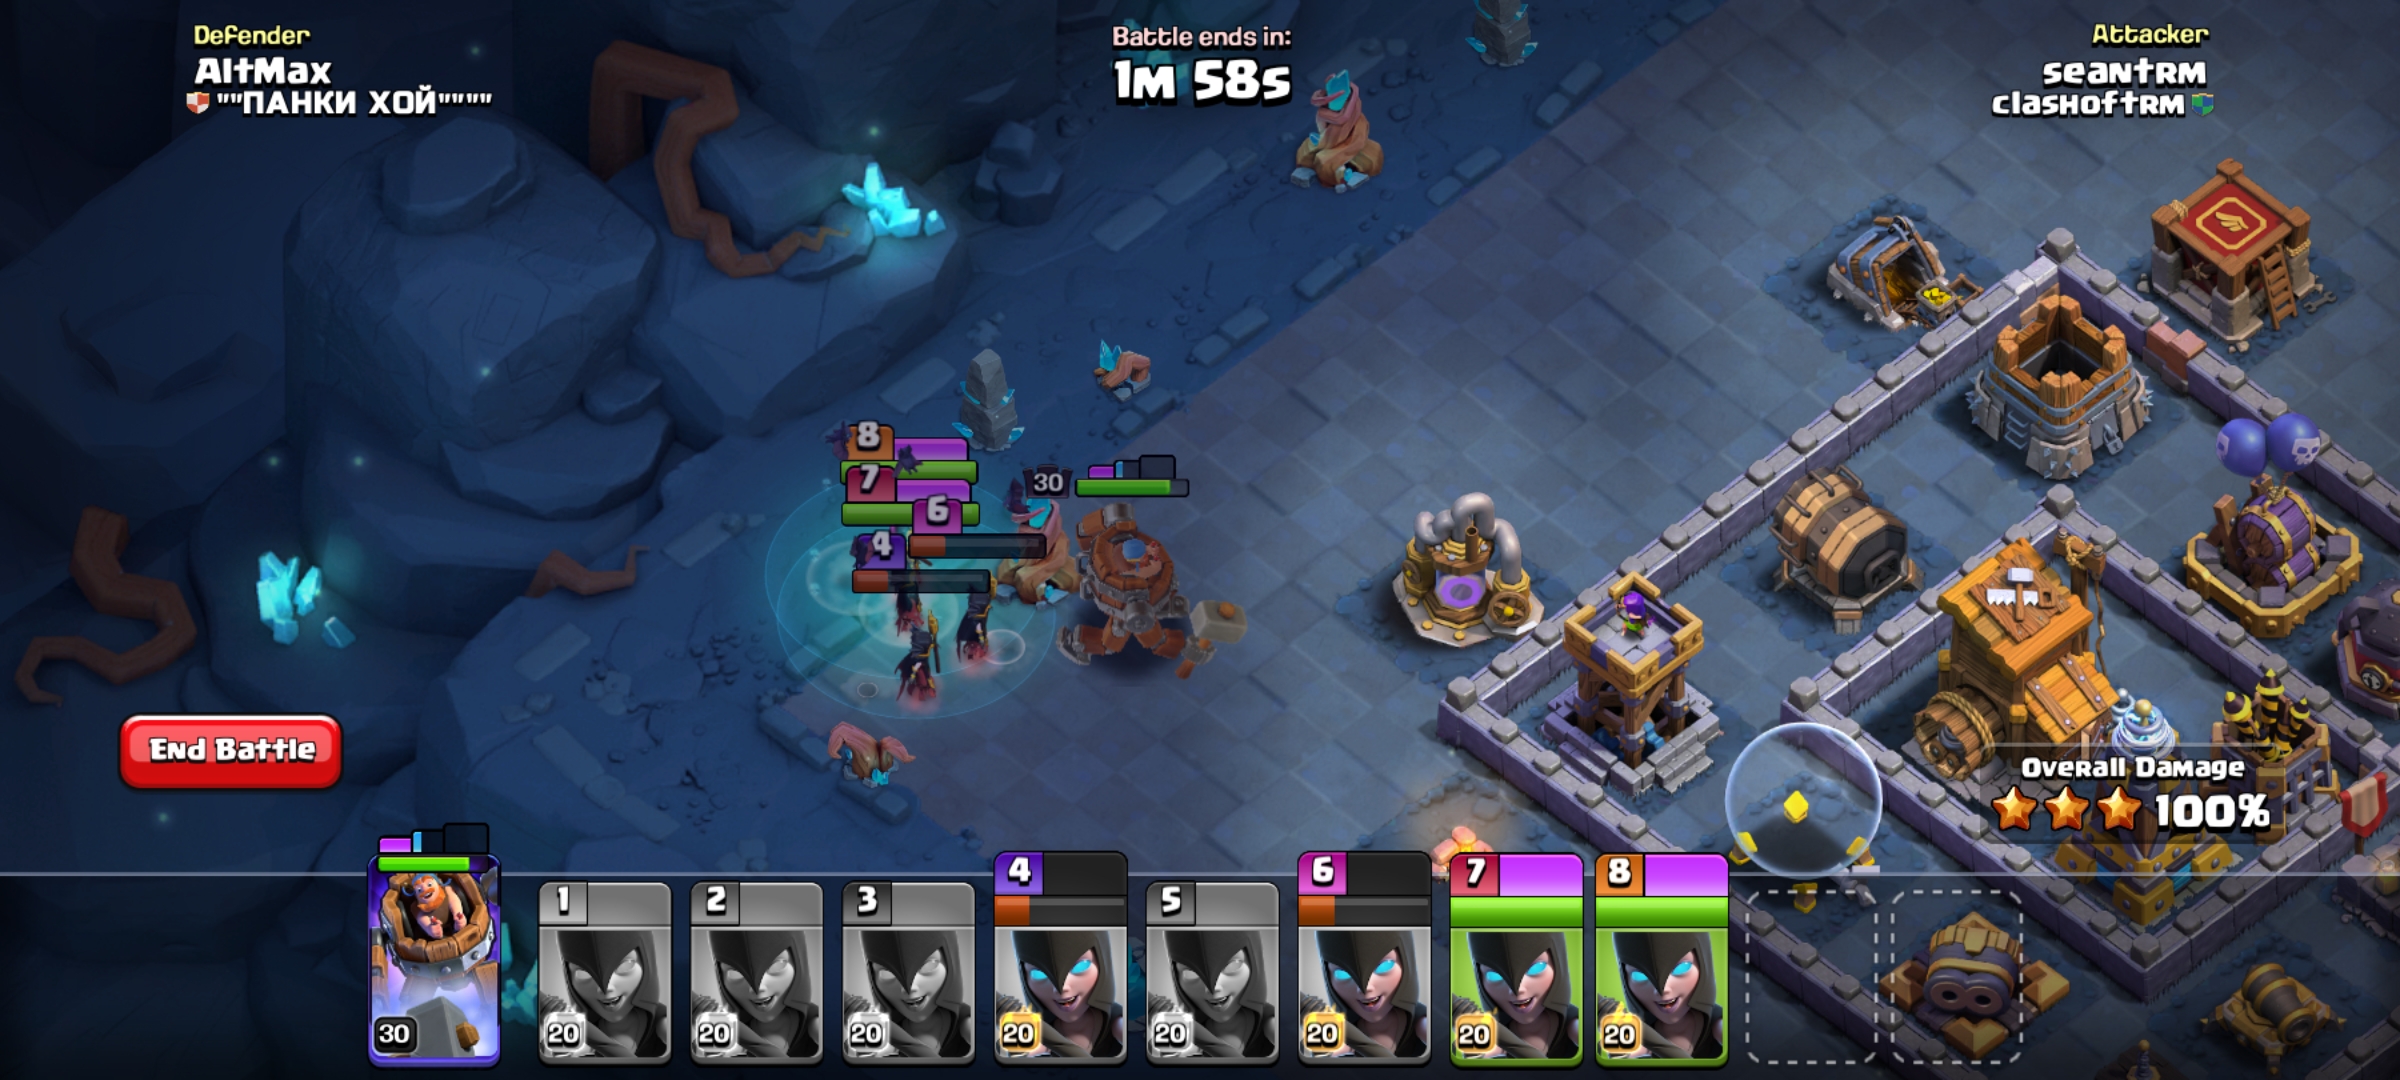 Defender
AltMax
""ПАНКИ ХОЙ""""
Battle ends in:
1M 58s
Attacker
seantRM
clashoftRM
8
7
6
4
30
End Battle
Overall Damage
100%
30
1
20
2
20
3
20
4
20
5
20
6
20
7
20
8
20